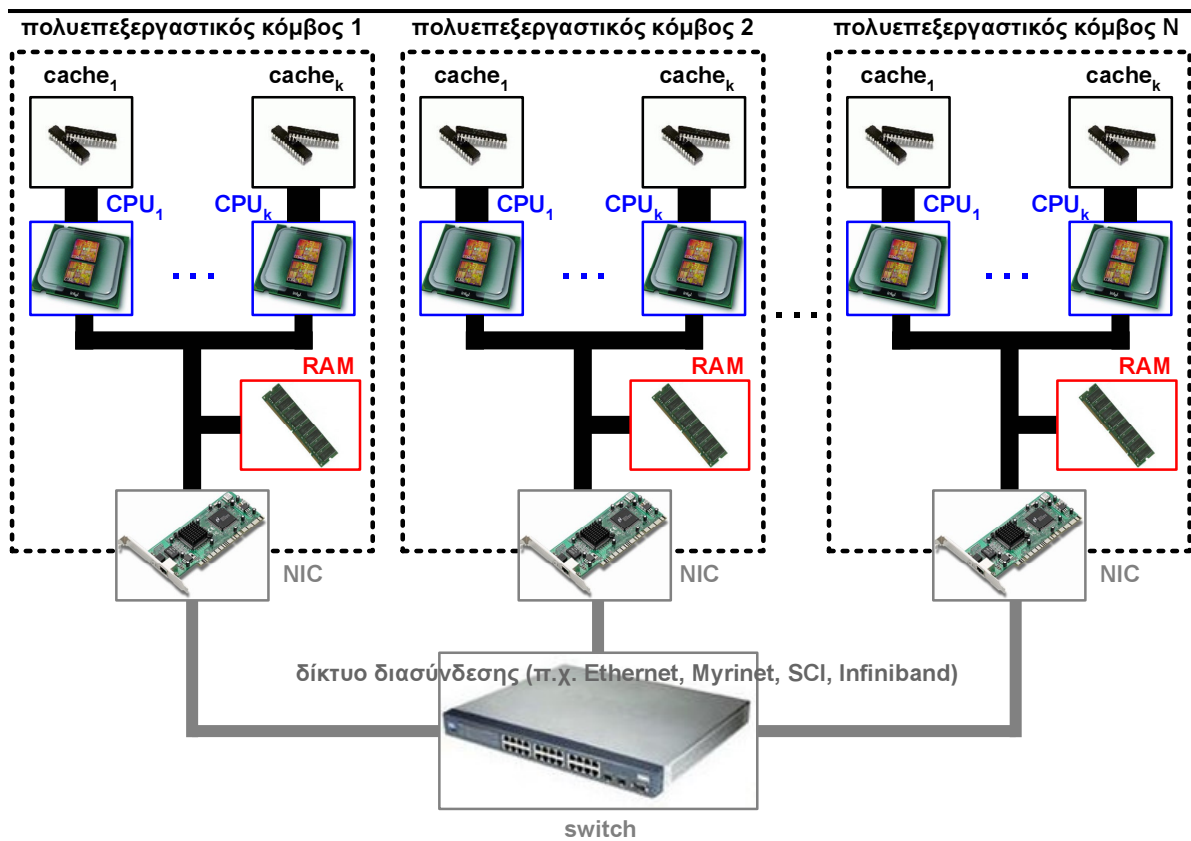 πολυεπεξεργαστικός κόμβος 1 πολυεπεξεργαστικός κόμβος 2 πολυεπεξεργαστικός κόμβος N
cache1 cachek cache1 cachek cache1 cachek
CPU1 CPUk CPU1 CPUk CPU1 CPUk
... ... ...
...
RAM RAM RAM
NIC NIC NIC
δίκτυο διασύνδεσης (π.χ. Ethernet, Myrinet, SCI, Infiniband)
switch